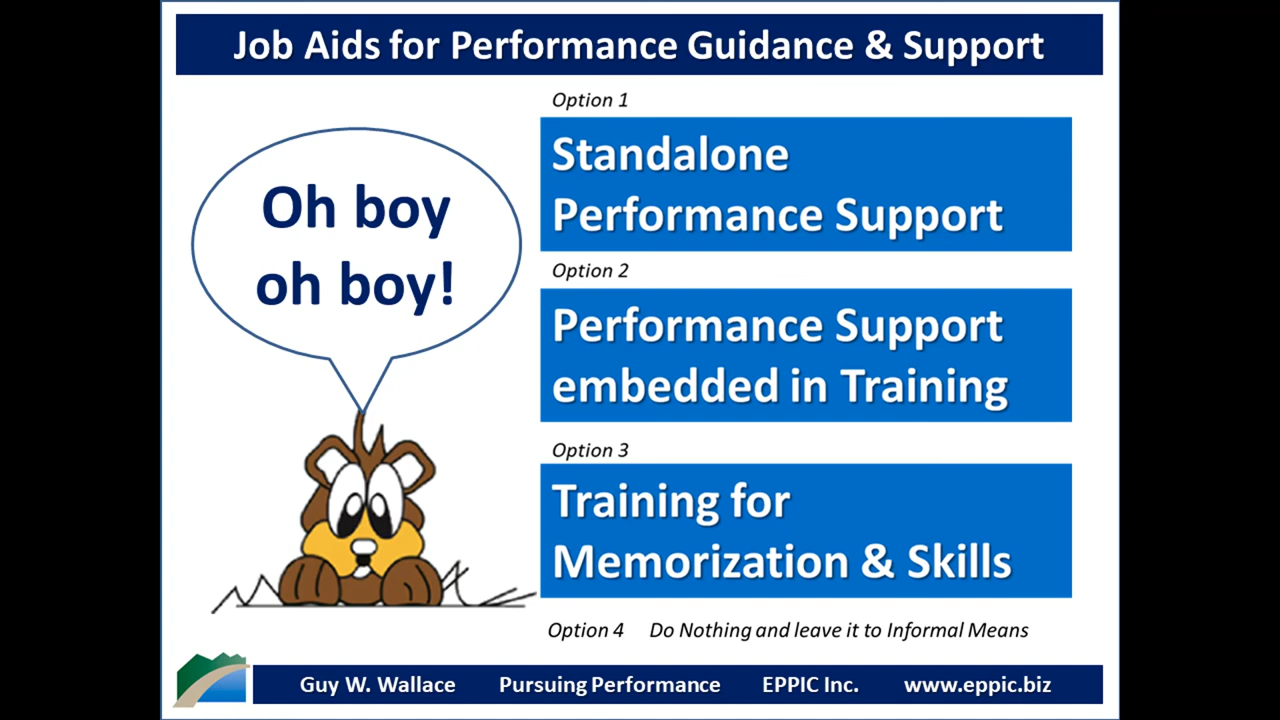 Job Aids for Performance Guidance & Support
Oh boy
oh boy!
Option 1
Standalone
Performance Support
Option 2
Performance Support
embedded in Training
Option 3
Training for
Memorization & Skills
Option 4 Do Nothing and leave it to Informal Means
Guy W. Wallace Pursuing Performance EPPIC Inc. www.eppic.biz